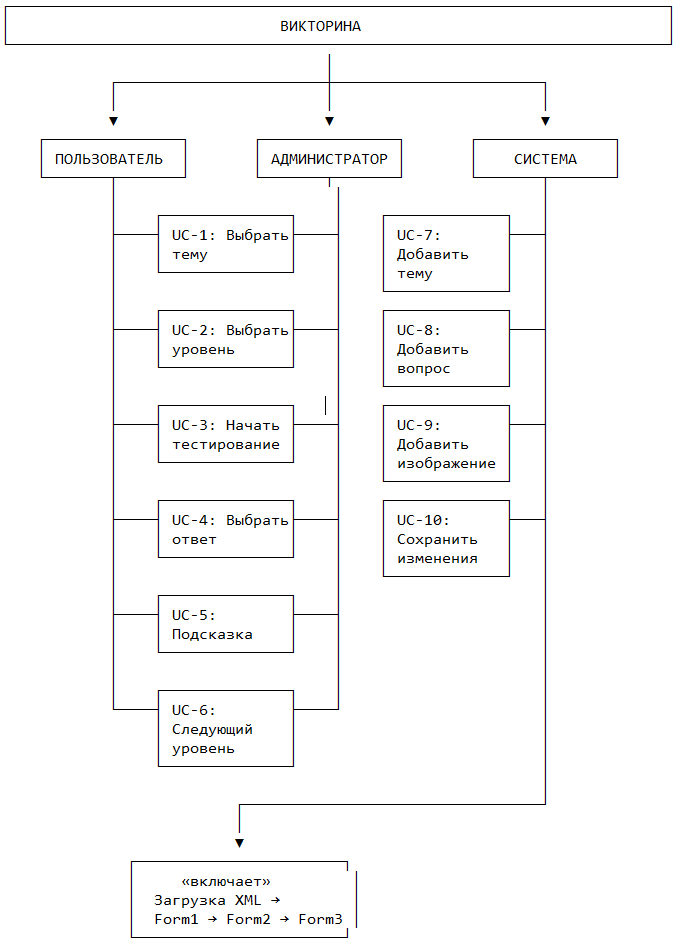 ВИКТОРИНА
ПОЛЬЗОВАТЕЛЬ
АДМИНИСТРАТОР
СИСТЕМА
UC-1: Выбрать
тему
UC-2: Выбрать
уровень
UC-3: Начать
тестирование
UC-4: Выбрать
ответ
UC-5:
Подсказка
UC-6:
Следующий
уровень
UC-7:
Добавить
тему
UC-8:
Добавить
вопрос
UC-9:
Добавить
изображение
UC-10:
Сохранить
изменения
«включает»
Загрузка XML →
Form1 → Form2 → Form3